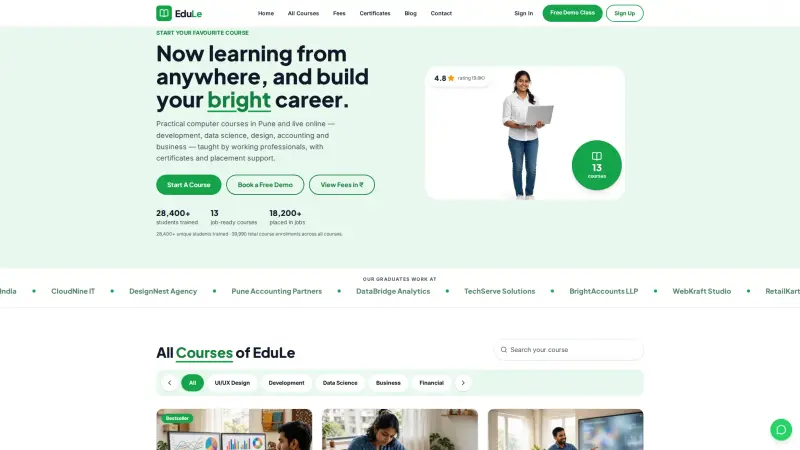 EduLe
Home
All Courses
Fees
Certificates
Blog
Contact
Sign In
Free Demo Class
Sign Up
START YOUR FAVOURITE COURSE
Now learning from
anywhere, and build
your bright career.
Practical computer courses in Pune and live online —
development, data science, design, accounting and
business — taught by working professionals, with
certificates and placement support.
Start A Course
Book a Free Demo
View Fees in ₹
28,400+
students trained
13
job-ready courses
18,200+
placed in jobs
28,400+ unique students trained · 39,990 total course enrolments across all courses.
4.8
rating (9.8K)
13
courses
OUR GRADUATES WORK AT
India
CloudNine IT
DesignNest Agency
Pune Accounting Partners
DataBridge Analytics
TechServe Solutions
BrightAccounts LLP
WebKraft Studio
RetailKart
All Courses of EduLe
Search your course
All
UI/UX Design
Development
Data Science
Business
Financial
Bestseller